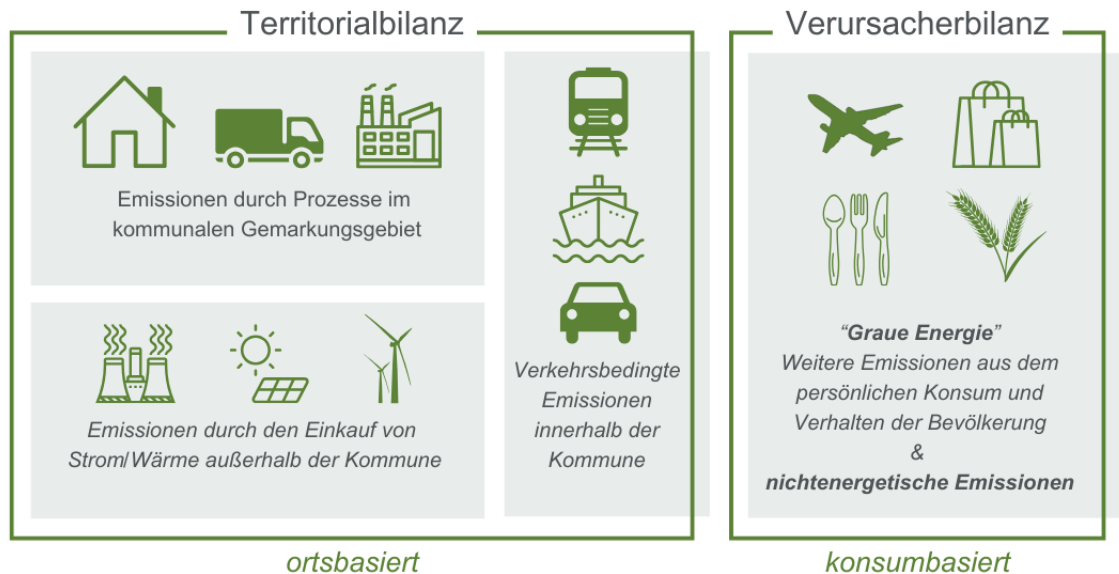 Territorialbilanz
Emissionen durch Prozesse im
kommunalen Gemarkungsgebiet
Emissionen durch den Einkauf von
Strom/Wärme außerhalb der Kommune
Verkehrsbedingte
Emissionen
innerhalb der
Kommune
ortsbasiert
Verursacherbilanz
“Graue Energie”
Weitere Emissionen aus dem
persönlichen Konsum und
Verhalten der Bevölkerung
&
nichtenergetische Emissionen
konsumbasiert